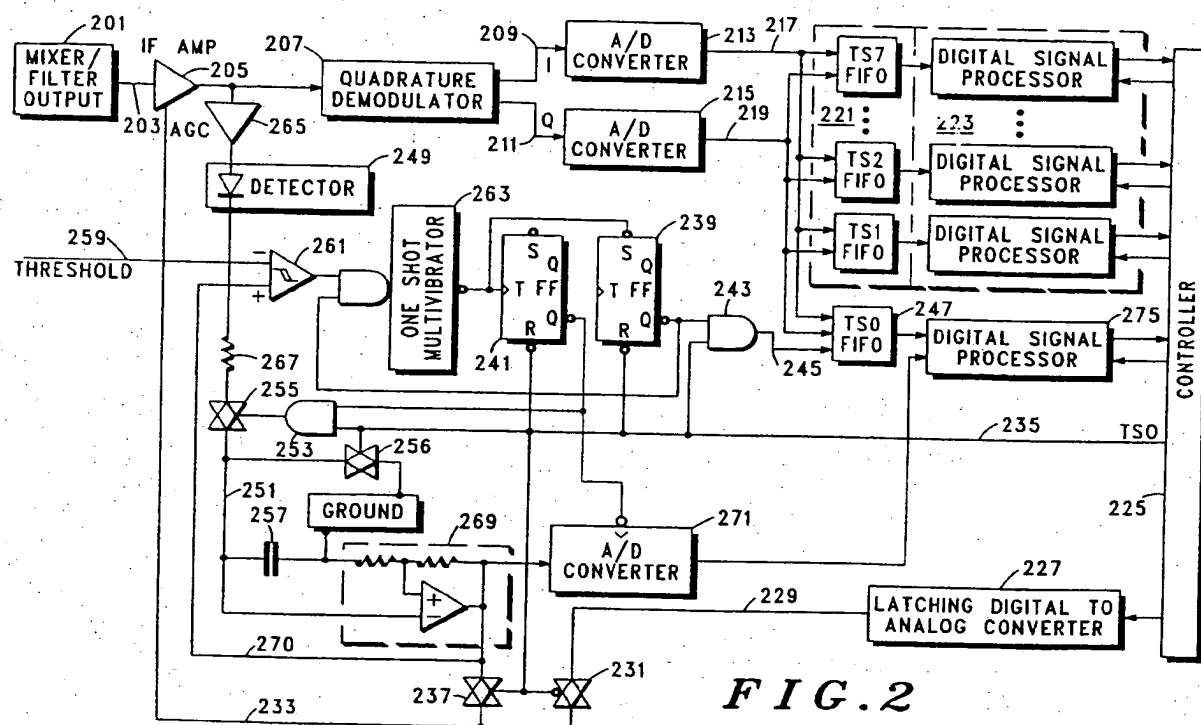 201
MIXER/
FILTER
OUTPUT
203
IF AMP
205
AGC
265
207
QUADRATURE
DEMODULATOR
209
I
211
Q
A/D
CONVERTER
213
217
A/D
CONVERTER
215
219
TS7
FIFO
221
TS2
FIFO
TS1
FIFO
TS0
FIFO
247
DIGITAL SIGNAL
PROCESSOR
223
DIGITAL SIGNAL
PROCESSOR
DIGITAL SIGNAL
PROCESSOR
DIGITAL SIGNAL
PROCESSOR
275
CONTROLLER
225
249
DETECTOR
259
THRESHOLD
−
+
261
ONE SHOT
MULTIVIBRATOR
263
S
Q
T FF
Q
R
241
239
S
Q
T FF
Q
R
243
245
267
255
253
256
235
TS0
251
257
GROUND
269
+
−
271
A/D
CONVERTER
227
LATCHING DIGITAL TO
ANALOG CONVERTER
229
231
270
237
233
FIG.2